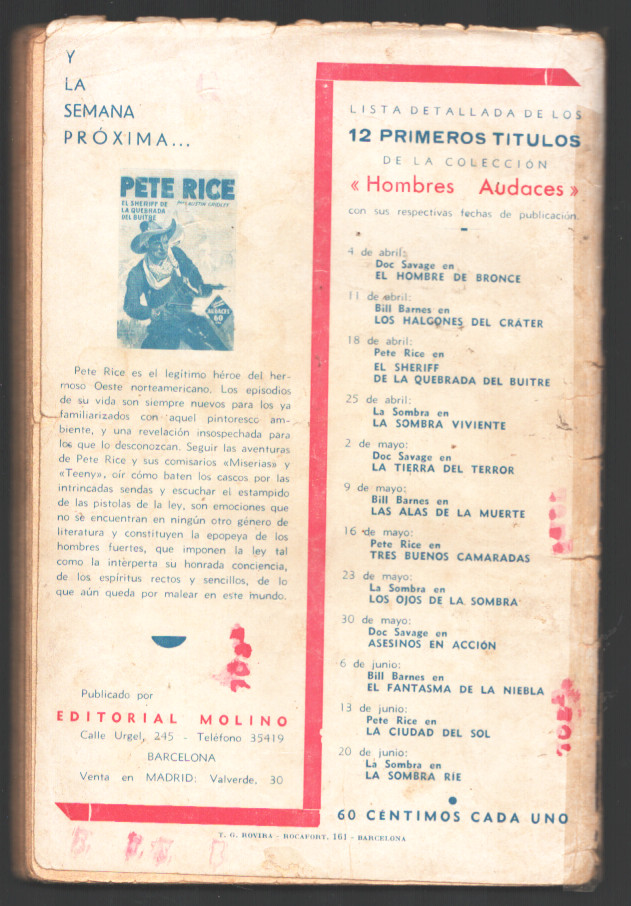 Y
LA
SEMANA
PRÓXIMA...
PETE RICE
EL SHERIFF DE
LA QUEBRADA
DEL BUITRE
POR AUSTIN GRIDLEY
HOMBRES
AUDACES
60
Pete Rice es el legítimo héroe del her-
moso Oeste norteamericano. Los episodios
de su vida son siempre nuevos para los ya
familiarizados con aquel pintoresco am-
biente, y una revelación insospechada para
los que lo desconozcan. Seguir las aventuras
de Pete Rice y sus comisarios «Miserias» y
«Teeny», oír cómo baten los cascos por las
intrincadas sendas y escuchar el estampido
de las pistolas de la ley, son emociones que
no se encuentran en ningún otro género de
literatura y constituyen la epopeya de los
hombres fuertes, que imponen la ley tal
como la intérperta su honrada conciencia,
de los espíritus rectos y sencillos, de lo
que aún queda por malear en este mundo.
Publicado por
EDITORIAL MOLINO
Calle Urgel, 245 - Teléfono 35419
BARCELONA
Venta en MADRID: Valverde, 30
LISTA DETALLADA DE LOS
12 PRIMEROS TITULOS
DE LA COLECCIÓN
« Hombres Audaces »
con sus respectivas fechas de publicación.
4 de abril:
Doc Savage en
EL HOMBRE DE BRONCE
11 de abril:
Bill Barnes en
LOS HALCONES DEL CRÁTER
18 de abril:
Pete Rice en
EL SHERIFF
DE LA QUEBRADA DEL BUITRE
25 de abril:
La Sombra en
LA SOMBRA VIVIENTE
2 de mayo:
Doc Savage en
LA TIERRA DEL TERROR
9 de mayo:
Bill Barnes en
LAS ALAS DE LA MUERTE
16 de mayo:
Pete Rice en
TRES BUENOS CAMARADAS
23 de mayo:
La Sombra en
LOS OJOS DE LA SOMBRA
30 de mayo:
Doc Savage en
ASESINOS EN ACCIÓN
6 de junio:
Bill Barnes en
EL FANTASMA DE LA NIEBLA
13 de junio:
Pete Rice en
LA CIUDAD DEL SOL
20 de junio:
La Sombra en
LA SOMBRA RÍE
60 CÉNTIMOS CADA UNO
T. G. ROVIRA - ROCAFORT, 161 - BARCELONA